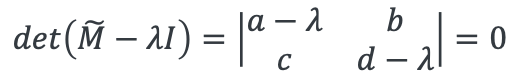 det(M̃ − λI) = |a − λ  b; c  d − λ| = 0